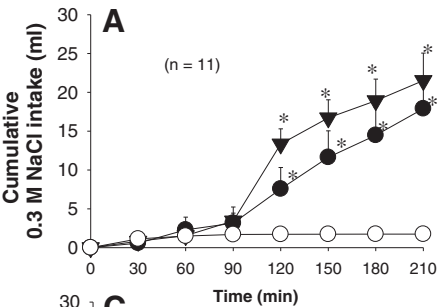 A
30
(n = 11)
25
20
15
10
5
0
Cumulative
0.3 M NaCl intake (ml)
* * * *
* * * *
0 30 60 90 120 150 180 210
Time (min)
30 C